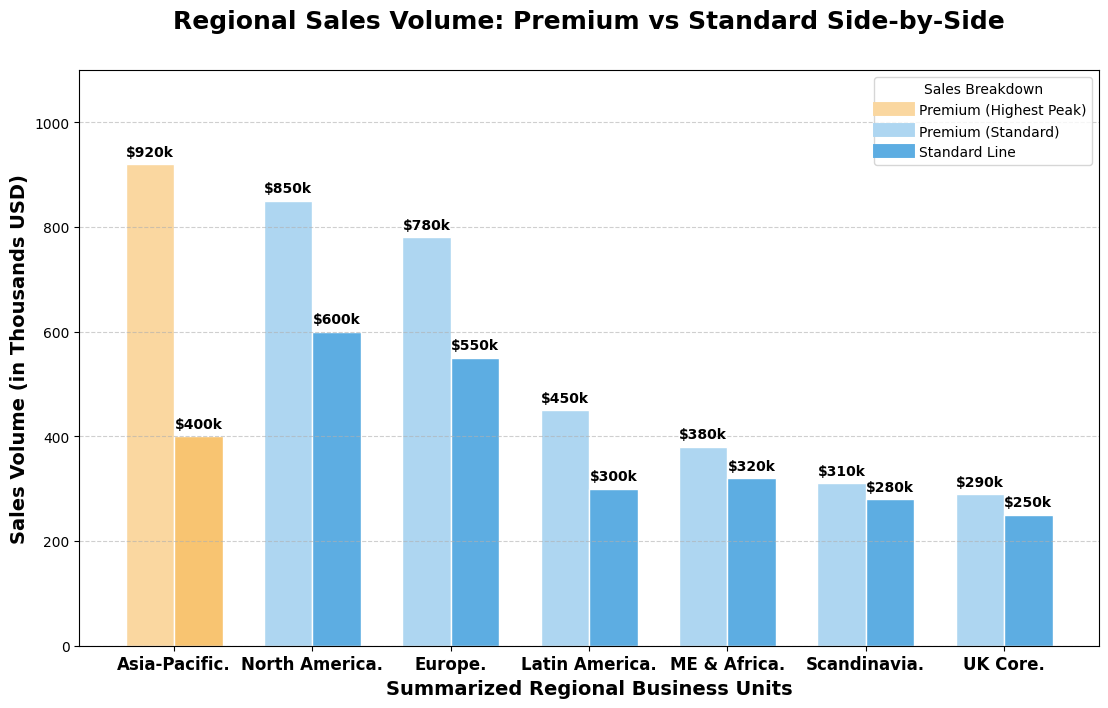 Regional Sales Volume: Premium vs Standard Side-by-Side
Sales Volume (in Thousands USD)
1000
800
600
400
200
0
Sales Breakdown
Premium (Highest Peak)
Premium (Standard)
Standard Line
$920k
$400k
$850k
$600k
$780k
$550k
$450k
$300k
$380k
$320k
$310k
$280k
$290k
$250k
Asia-Pacific.
North America.
Europe.
Latin America.
ME & Africa.
Scandinavia.
UK Core.
Summarized Regional Business Units